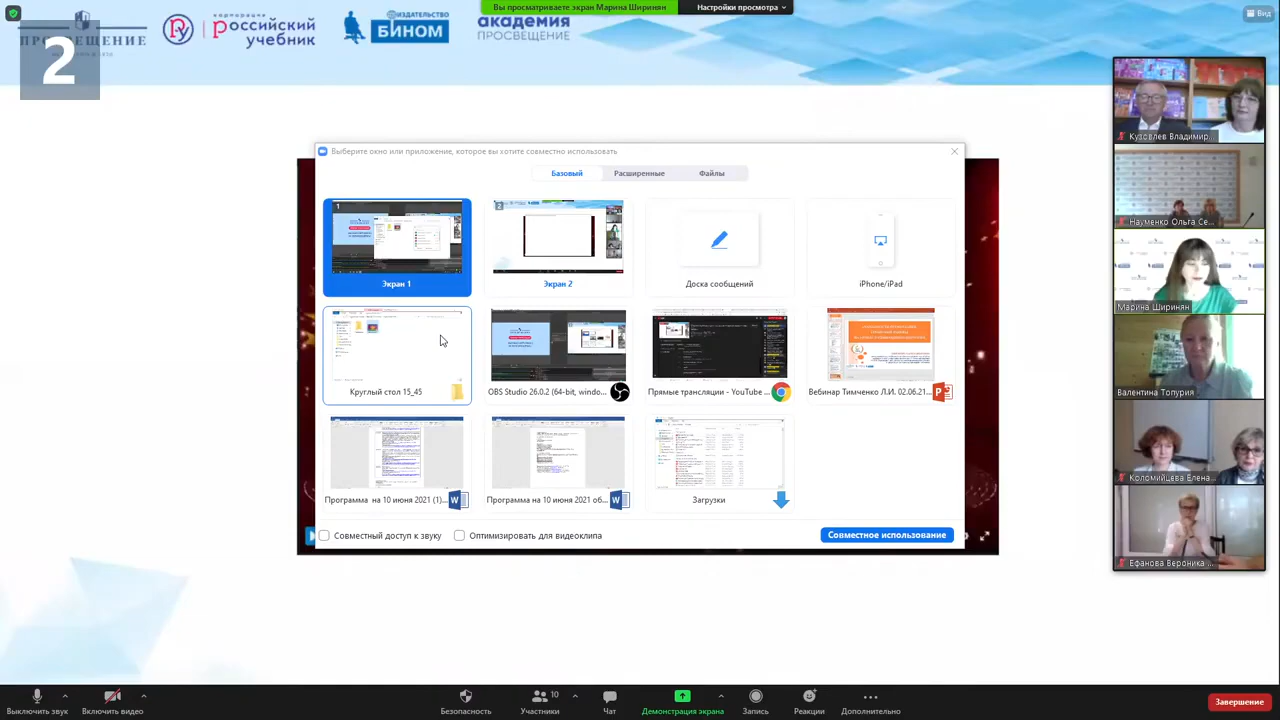 Вы просматриваете экран Марина Ширинян
Настройки просмотра
Вид
ПРОСВЕЩЕНИЕ
корпорация
российский
учебник
ИЗДАТЕЛЬСТВО
БИНОМ
академия
ПРОСВЕЩЕНИЕ
2
Выберите окно или приложение, которое вы хотите совместно использовать
Базовый
Расширенные
Файлы
1
2
Экран 1
Экран 2
Доска сообщений
iPhone/iPad
Круглый стол 15_45
OBS Studio 26.0.2 (64-bit, windo...
Прямые трансляции - YouTube ...
Вебинар Тимченко Л.И. 02.06.21...
Программа на 10 июня 2021 (1)...
Программа на 10 июня 2021 об...
Загрузки
Совместный доступ к звуку
Оптимизировать для видеоклипа
Совместное использование
Кузовлев Владимир...
Науменко Ольга Се...
Марина Ширинян
Валентина Топурия
Коломийцева Елена...
Ефанова Вероника ...
Выключить звук
Включить видео
Безопасность
10
Участники
Чат
Демонстрация экрана
Запись
Реакции
Дополнительно
Завершение